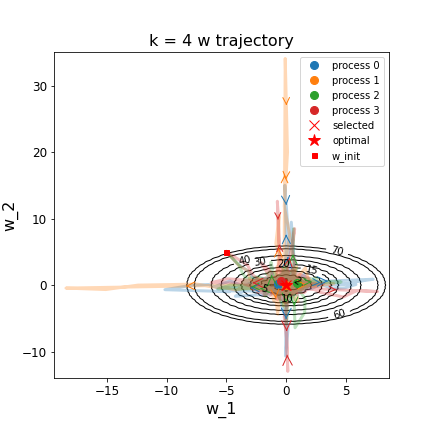 k = 4 w trajectory
process 0
process 1
process 2
process 3
selected
optimal
w_init
w_2
30
20
10
0
−10
−15
−10
−5
0
5
w_1
70
60
40
30
20
15
10
5